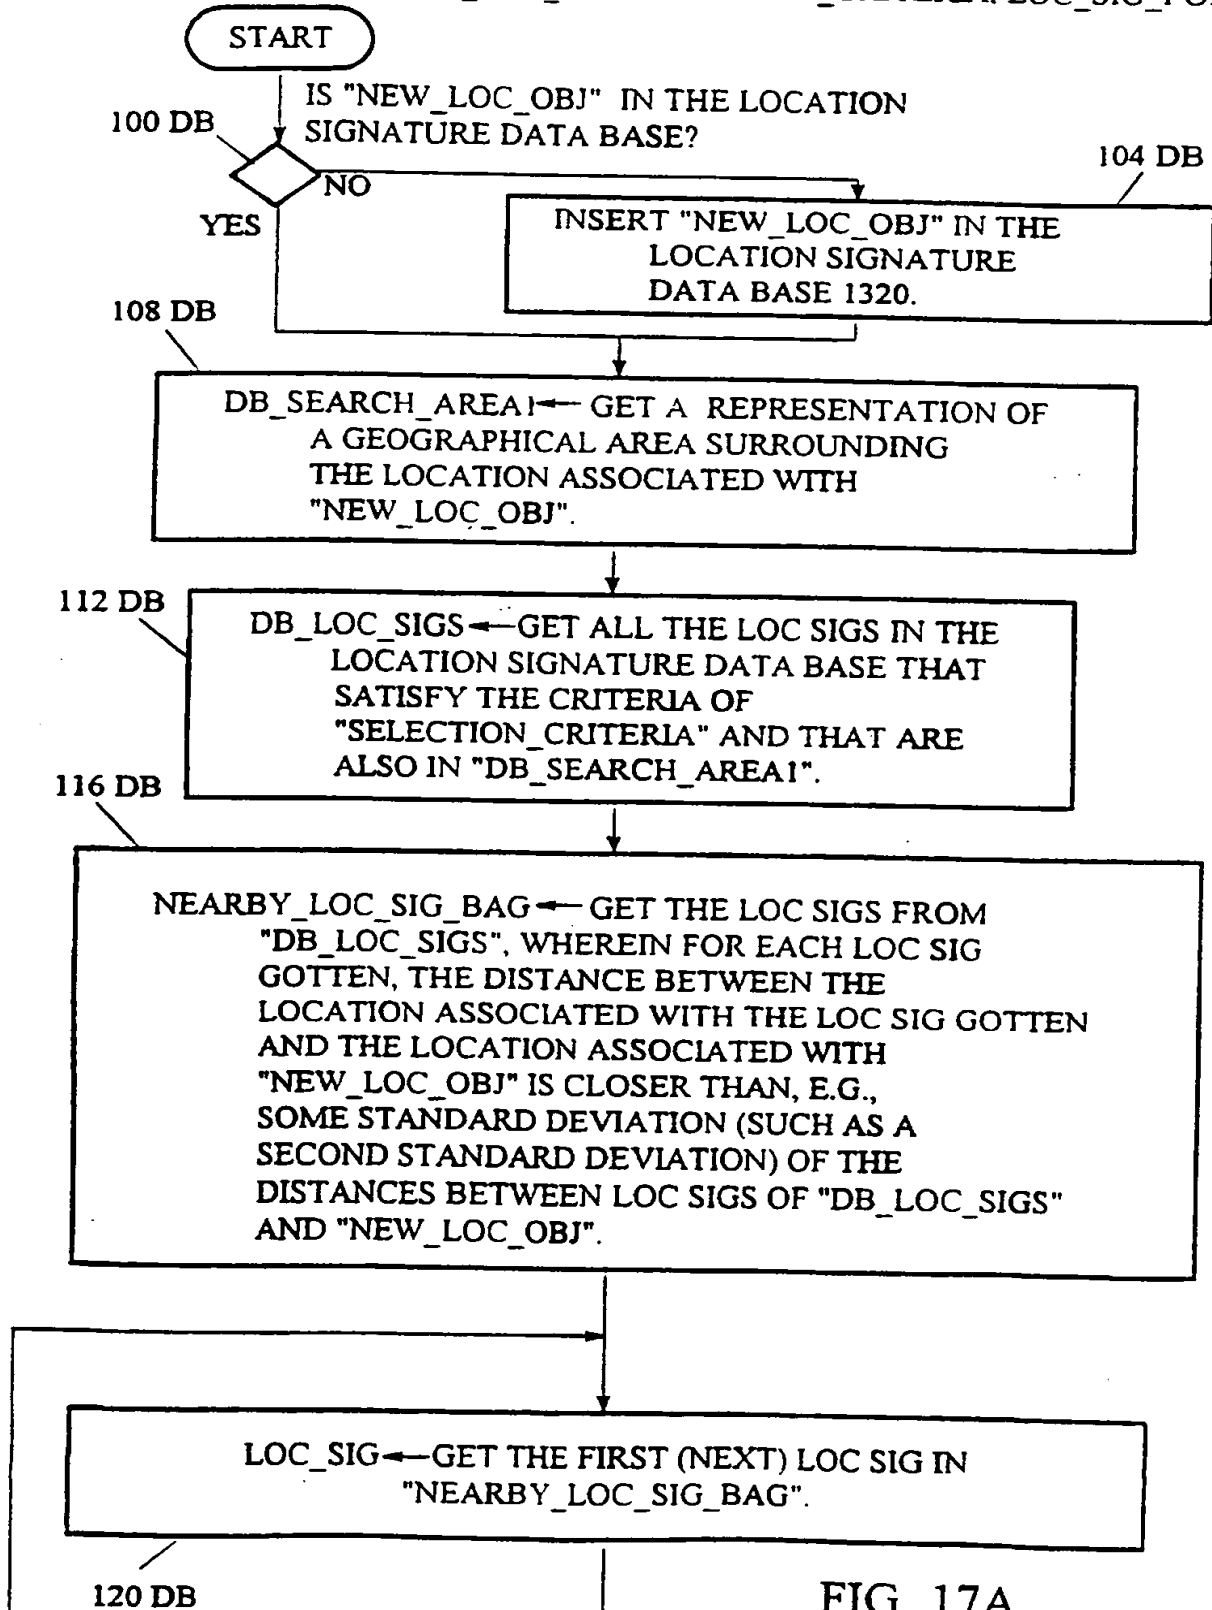 LOC_SIG_
START
IS "NEW_LOC_OBJ" IN THE LOCATION
SIGNATURE DATA BASE?
100 DB
NO
YES
104 DB
INSERT "NEW_LOC_OBJ" IN THE
LOCATION SIGNATURE
DATA BASE 1320.
108 DB
DB_SEARCH_AREA1← GET A REPRESENTATION OF
A GEOGRAPHICAL AREA SURROUNDING
THE LOCATION ASSOCIATED WITH
"NEW_LOC_OBJ".
112 DB
DB_LOC_SIGS←GET ALL THE LOC SIGS IN THE
LOCATION SIGNATURE DATA BASE THAT
SATISFY THE CRITERIA OF
"SELECTION_CRITERIA" AND THAT ARE
ALSO IN "DB_SEARCH_AREA1".
116 DB
NEARBY_LOC_SIG_BAG← GET THE LOC SIGS FROM
"DB_LOC_SIGS", WHEREIN FOR EACH LOC SIG
GOTTEN, THE DISTANCE BETWEEN THE
LOCATION ASSOCIATED WITH THE LOC SIG GOTTEN
AND THE LOCATION ASSOCIATED WITH
"NEW_LOC_OBJ" IS CLOSER THAN, E.G.,
SOME STANDARD DEVIATION (SUCH AS A
SECOND STANDARD DEVIATION) OF THE
DISTANCES BETWEEN LOC SIGS OF "DB_LOC_SIGS"
AND "NEW_LOC_OBJ".
LOC_SIG←GET THE FIRST (NEXT) LOC SIG IN
"NEARBY_LOC_SIG_BAG".
120 DB
FIG. 17A